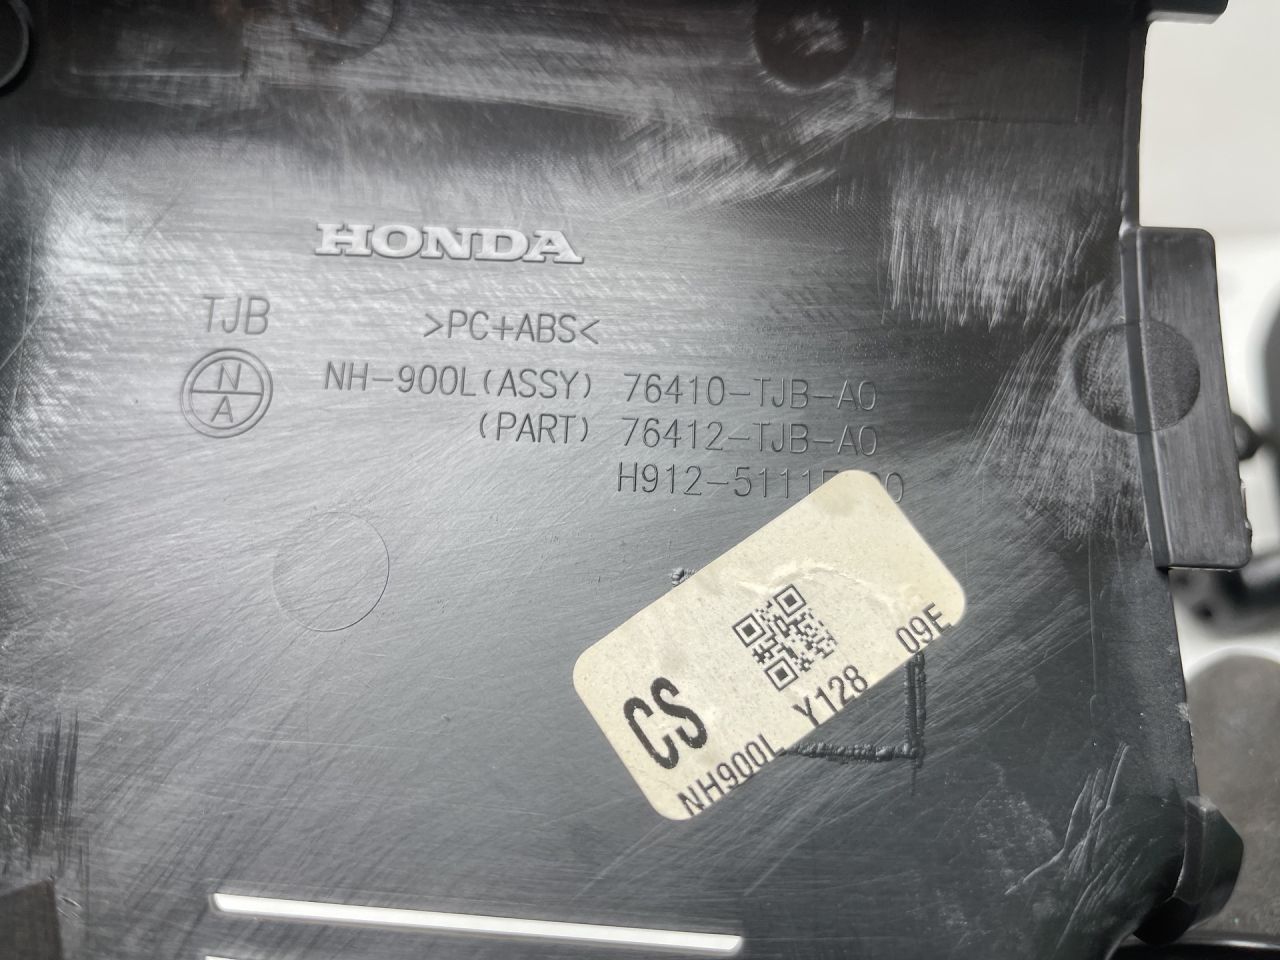 HONDA
TJB
>PC+ABS<
N
A
NH-900L(ASSY) 76410-TJB-A0
(PART) 76412-TJB-A0
CS
NH900L Y128 09E